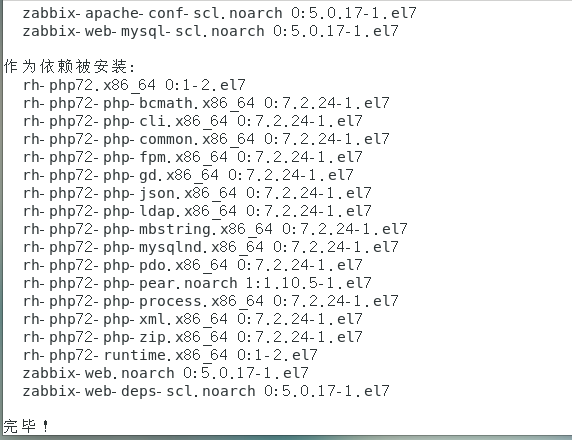 zabbix-apache-conf-scl.noarch 0:5.0.17-1.el7
zabbix-web-mysql-scl.noarch 0:5.0.17-1.el7
作为依赖被安装:
rh-php72.x86_64 0:1-2.el7
rh-php72-php-bcmath.x86_64 0:7.2.24-1.el7
rh-php72-php-cli.x86_64 0:7.2.24-1.el7
rh-php72-php-common.x86_64 0:7.2.24-1.el7
rh-php72-php-fpm.x86_64 0:7.2.24-1.el7
rh-php72-php-gd.x86_64 0:7.2.24-1.el7
rh-php72-php-json.x86_64 0:7.2.24-1.el7
rh-php72-php-ldap.x86_64 0:7.2.24-1.el7
rh-php72-php-mbstring.x86_64 0:7.2.24-1.el7
rh-php72-php-mysqlnd.x86_64 0:7.2.24-1.el7
rh-php72-php-pdo.x86_64 0:7.2.24-1.el7
rh-php72-php-pear.noarch 1:1.10.5-1.el7
rh-php72-php-process.x86_64 0:7.2.24-1.el7
rh-php72-php-xml.x86_64 0:7.2.24-1.el7
rh-php72-php-zip.x86_64 0:7.2.24-1.el7
rh-php72-runtime.x86_64 0:1-2.el7
zabbix-web.noarch 0:5.0.17-1.el7
zabbix-web-deps-scl.noarch 0:5.0.17-1.el7
完毕！